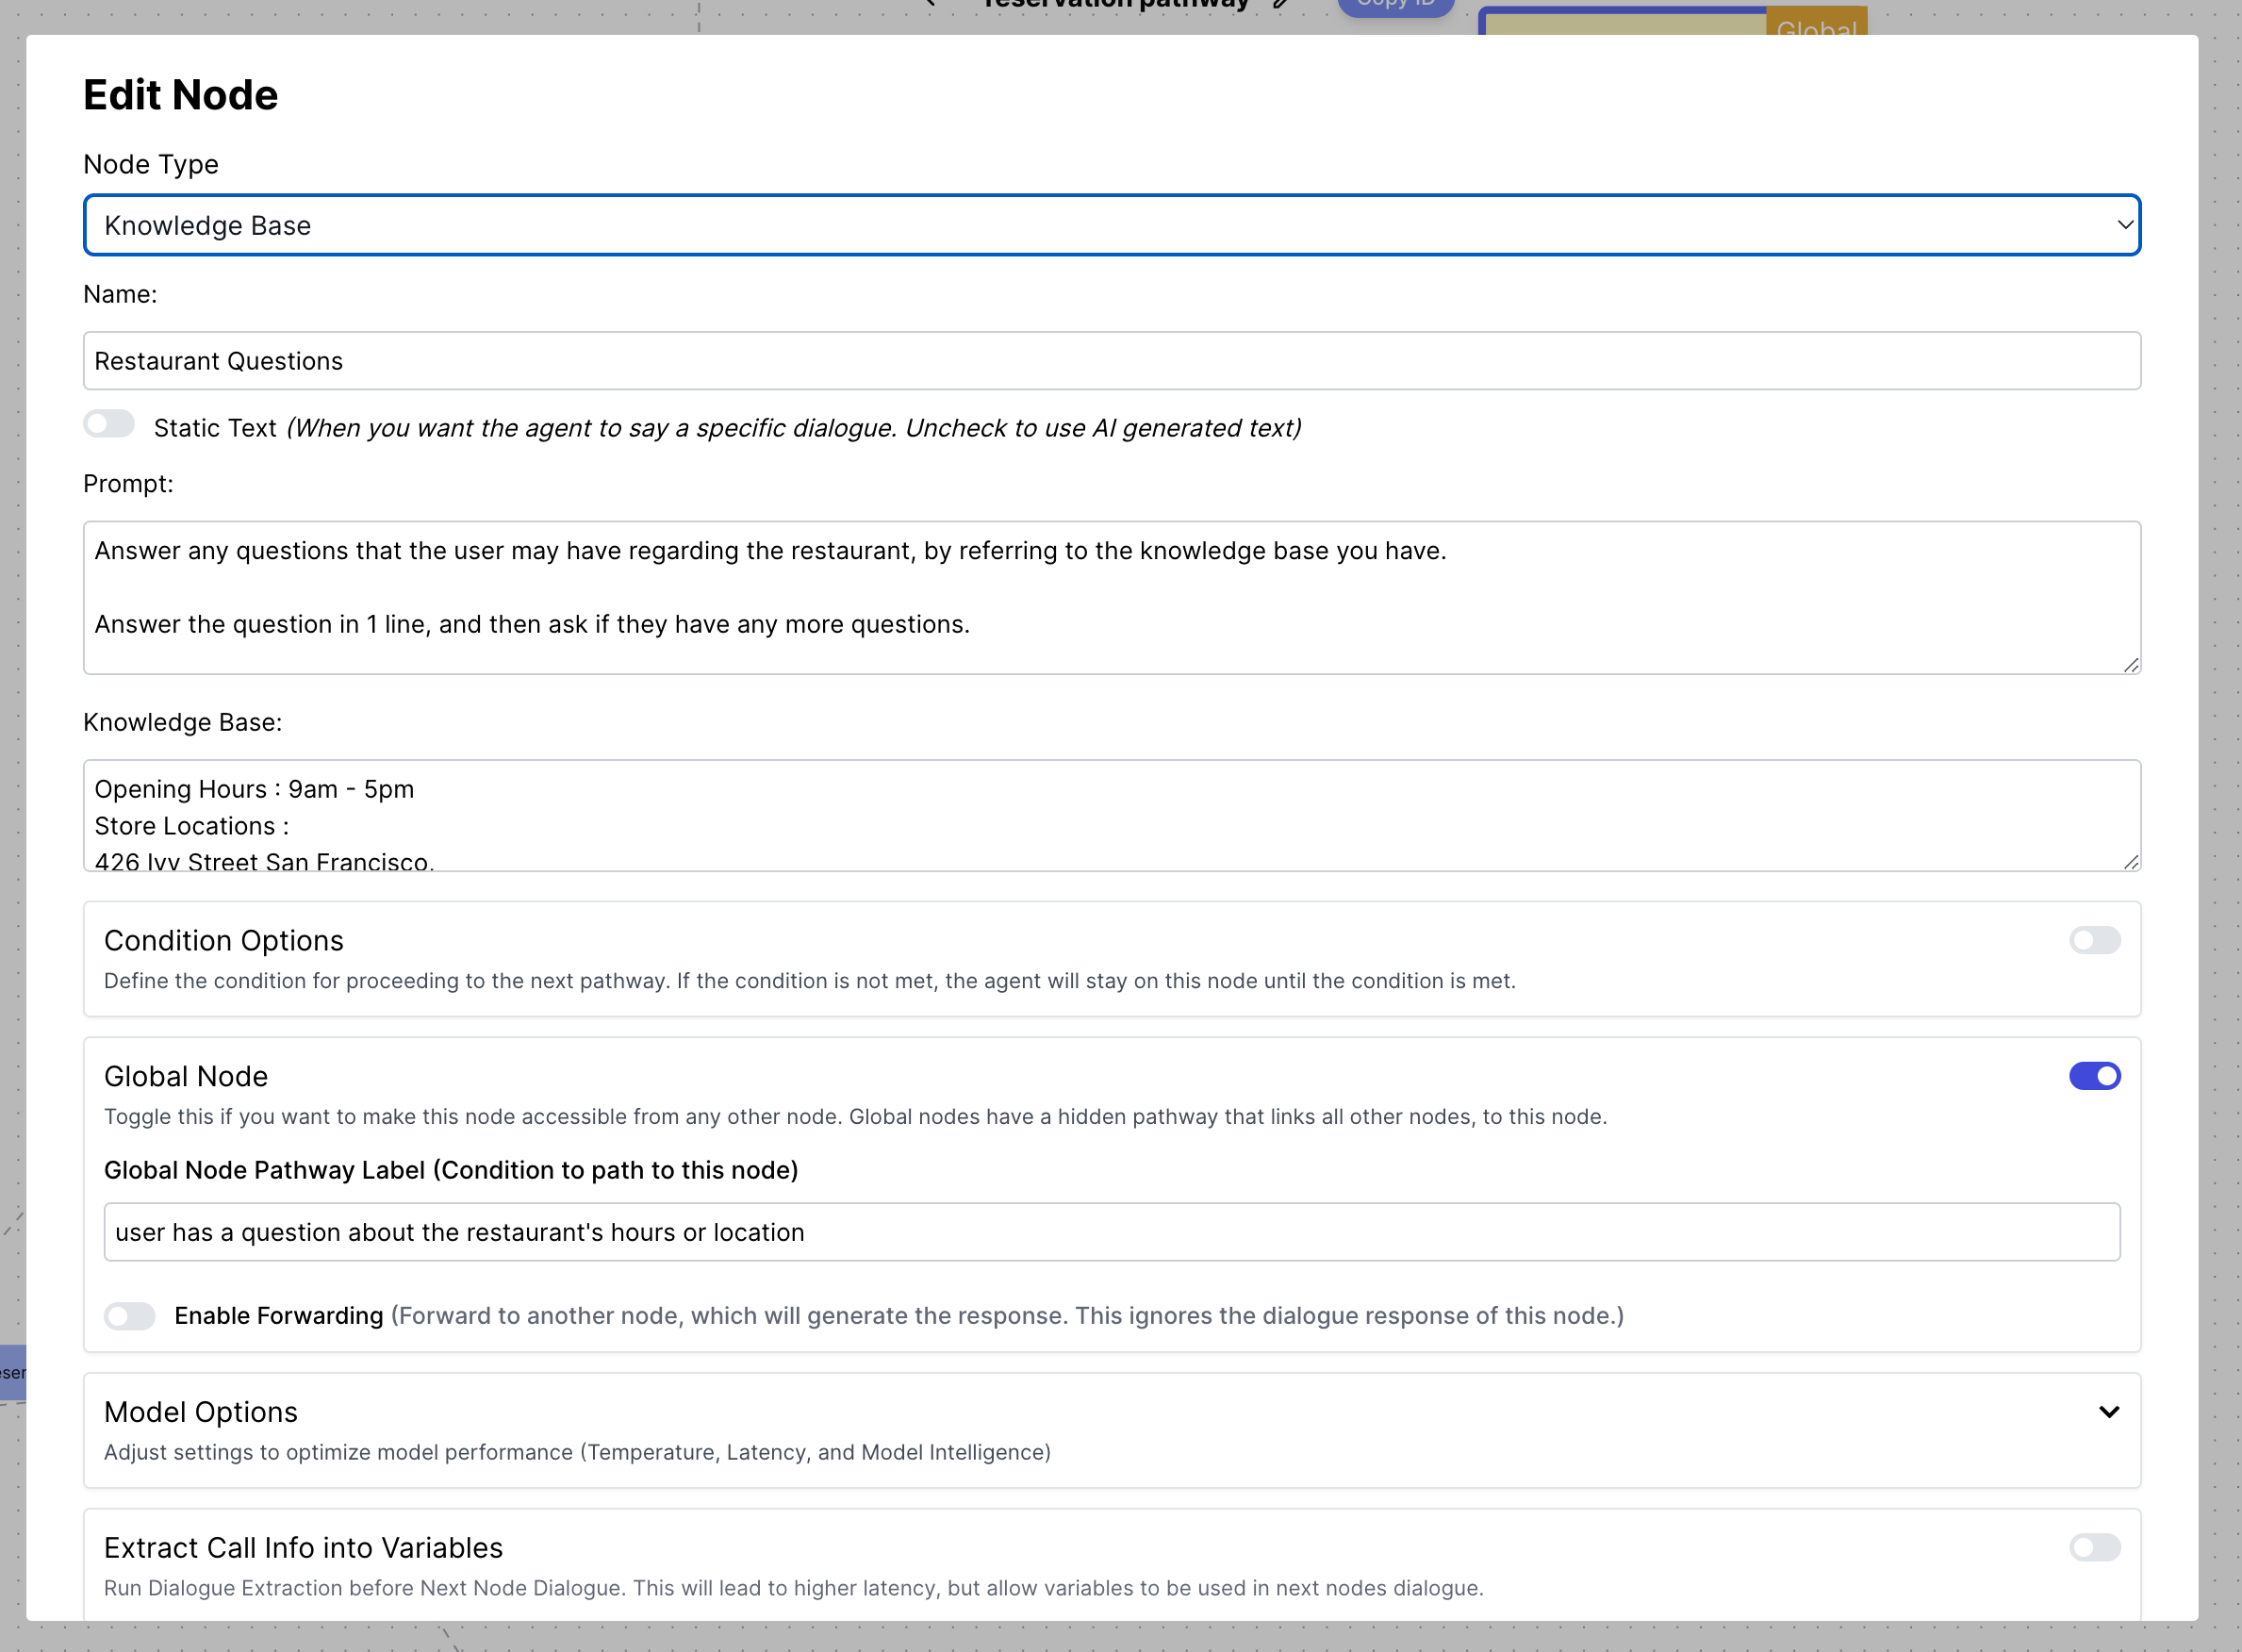 reservation pathway
Copy ID
Global
Edit Node
Node Type
Knowledge Base
Name:
Restaurant Questions
Static Text (When you want the agent to say a specific dialogue. Uncheck to use AI generated text)
Prompt:
Answer any questions that the user may have regarding the restaurant, by referring to the knowledge base you have.
Answer the question in 1 line, and then ask if they have any more questions.
Knowledge Base:
Opening Hours : 9am - 5pm
Store Locations :
426 Ivy Street San Francisco.
Condition Options
Define the condition for proceeding to the next pathway. If the condition is not met, the agent will stay on this node until the condition is met.
Global Node
Toggle this if you want to make this node accessible from any other node. Global nodes have a hidden pathway that links all other nodes, to this node.
Global Node Pathway Label (Condition to path to this node)
user has a question about the restaurant's hours or location
Enable Forwarding (Forward to another node, which will generate the response. This ignores the dialogue response of this node.)
Model Options
Adjust settings to optimize model performance (Temperature, Latency, and Model Intelligence)
Extract Call Info into Variables
Run Dialogue Extraction before Next Node Dialogue. This will lead to higher latency, but allow variables to be used in next nodes dialogue.